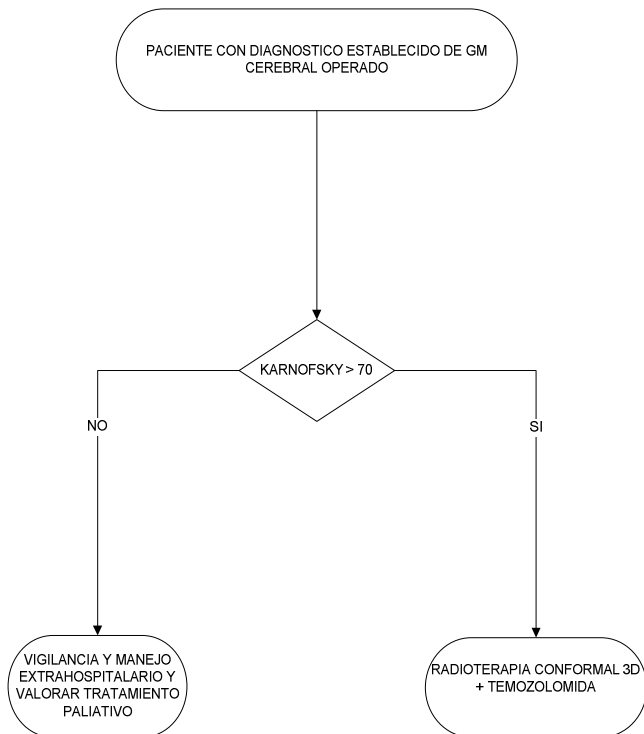 PACIENTE CON DIAGNOSTICO ESTABLECIDO DE GM
CEREBRAL OPERADO
KARNOFSKY > 70
NO
SI
VIGILANCIA Y MANEJO
EXTRAHOSPITALARIO Y
VALORAR TRATAMIENTO
PALIATIVO
RADIOTERAPIA CONFORMAL 3D
+ TEMOZOLOMIDA